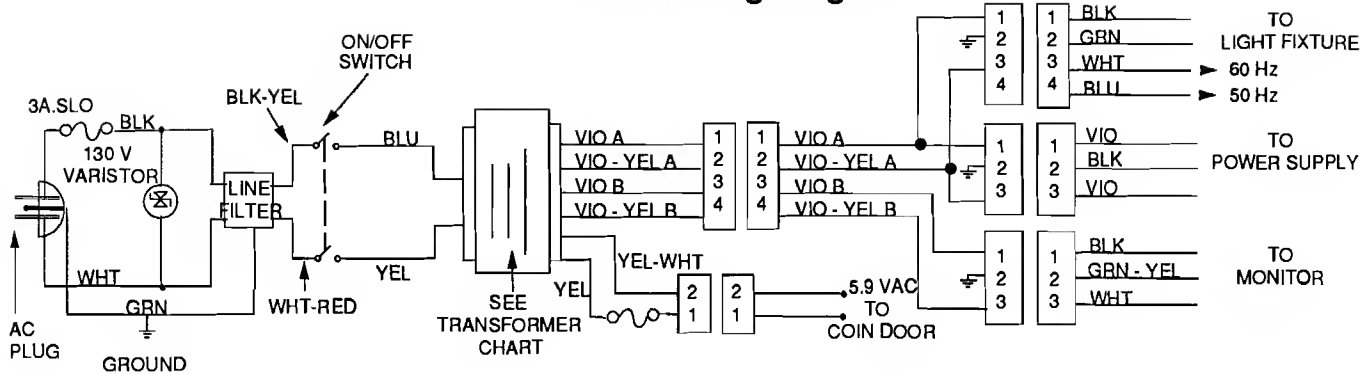 ON/OFF
SWITCH
BLK-YEL
3A.SLO
BLK
130 V
VARISTOR
LINE
FILTER
WHT
GRN
AC
PLUG
GROUND
WHT-RED
BLU
YEL
SEE
TRANSFORMER
CHART
VIO A
VIO - YEL A
VIO B
VIO - YEL B
YEL-WHT
YEL
1
2
3
4
1
2
3
4
VIO A
VIO - YEL A
VIO B
VIO - YEL B
2
1
2
1
5.9 VAC
TO
COIN DOOR
1
2
3
4
1
2
3
4
BLK
GRN
WHT
BLU
TO
LIGHT FIXTURE
60 Hz
50 Hz
1
2
3
1
2
3
VIO
BLK
VIO
TO
POWER SUPPLY
1
2
3
1
2
3
BLK
GRN - YEL
WHT
TO
MONITOR